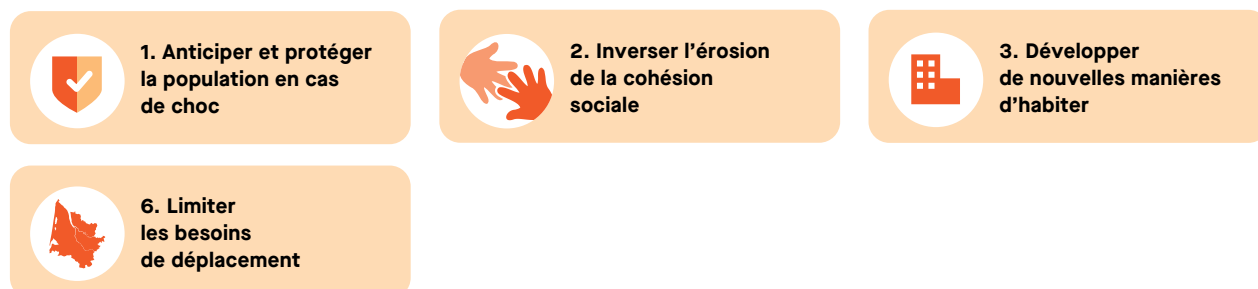 1. Anticiper et protéger
la population en cas
de choc
2. Inverser l’érosion
de la cohésion
sociale
3. Développer
de nouvelles manières
d’habiter
6. Limiter
les besoins
de déplacement